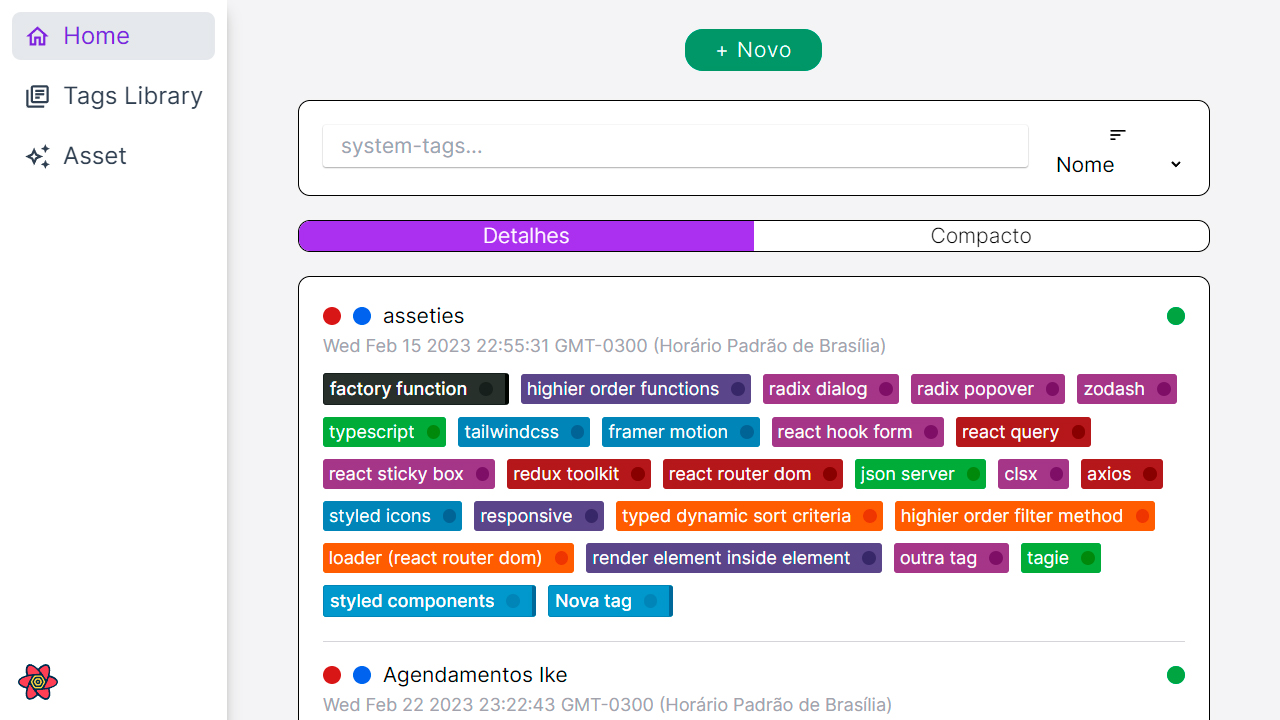 Home
Tags Library
Asset
+ Novo
system-tags...
Nome
Detalhes
Compacto
asseties
Wed Feb 15 2023 22:55:31 GMT-0300 (Horário Padrão de Brasília)
factory function highier order functions radix dialog radix popover zodash
typescript tailwindcss framer motion react hook form react query
react sticky box redux toolkit react router dom json server clsx axios
styled icons responsive typed dynamic sort criteria highier order filter method
loader (react router dom) render element inside element outra tag tagie
styled components Nova tag
Agendamentos Ike
Wed Feb 22 2023 23:22:43 GMT-0300 (Horário Padrão de Brasília)